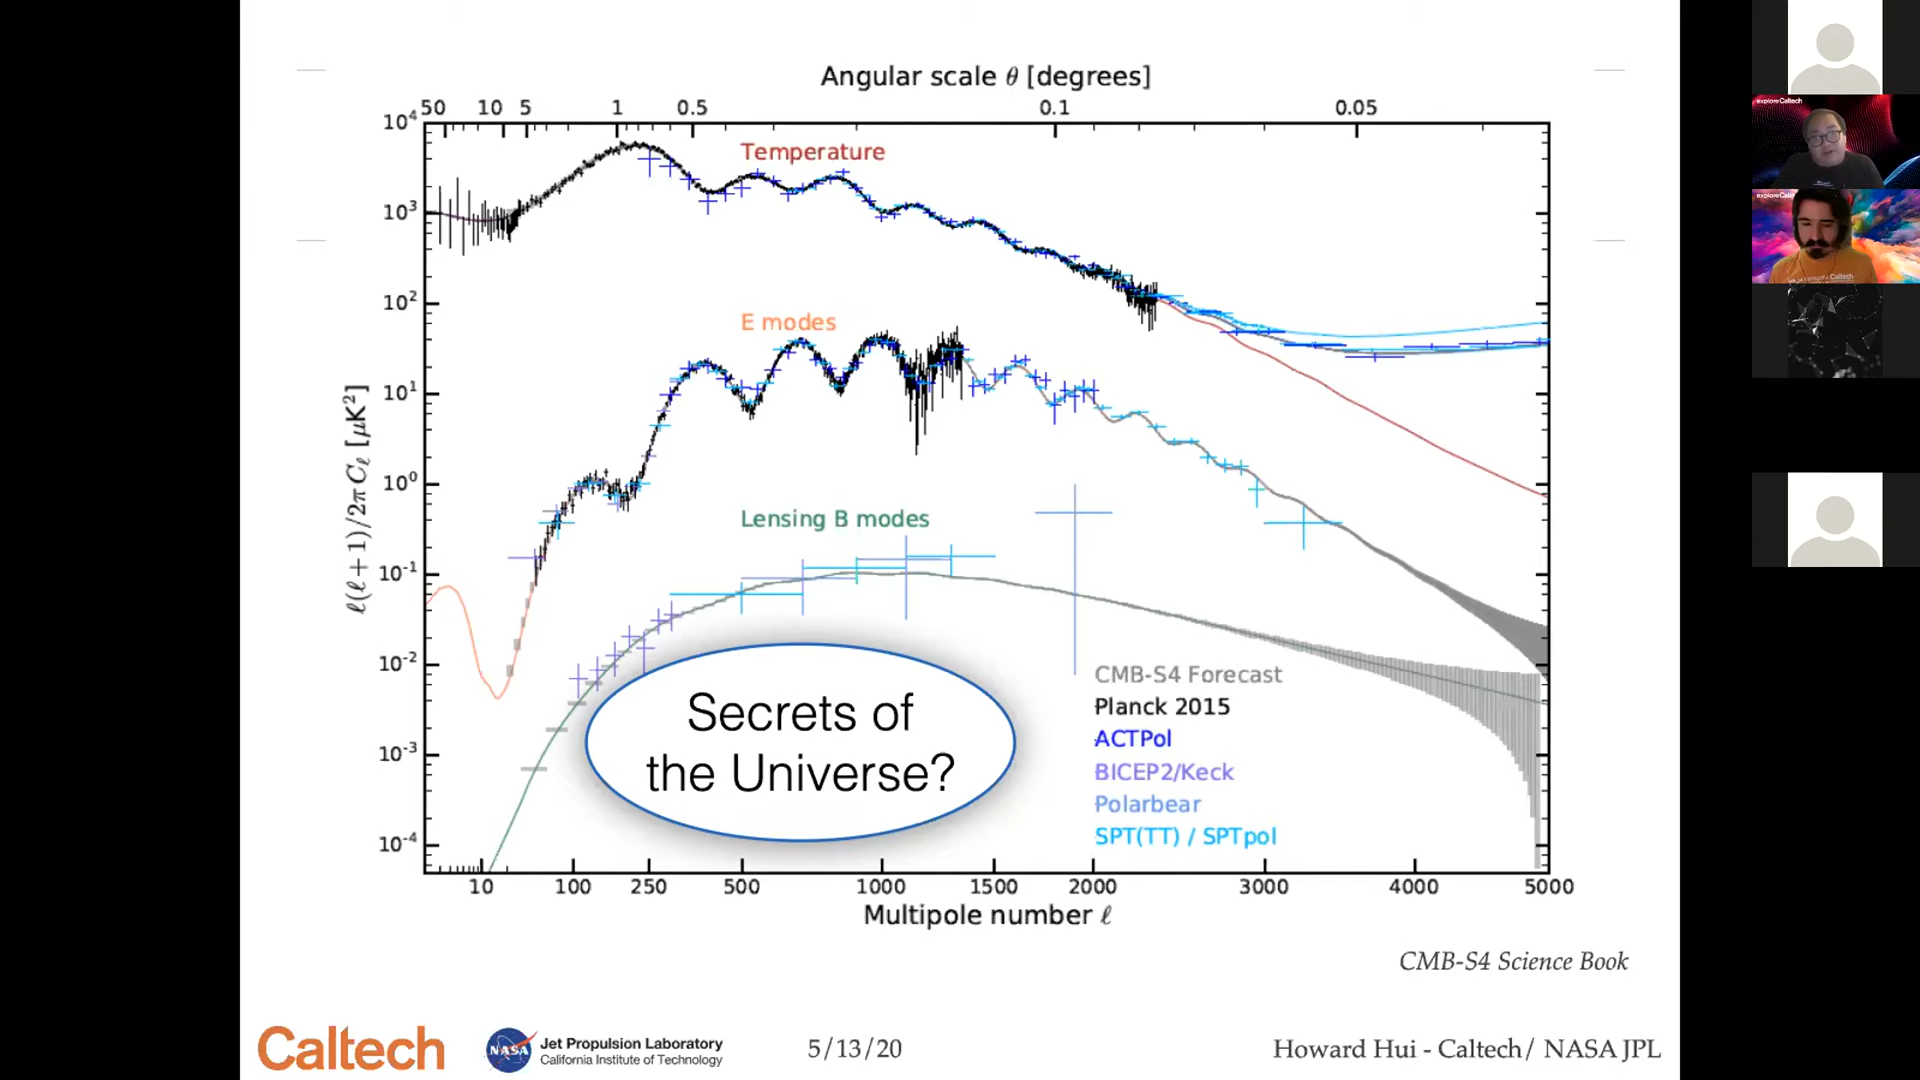 Angular scale θ [degrees]
50 10 5 1 0.5 0.1 0.05
10⁴
10³
10²
10¹
10⁰
10⁻¹
10⁻²
10⁻³
10⁻⁴
ℓ(ℓ+1)/2π Cℓ [μK²]
Temperature
E modes
Lensing B modes
Secrets of
the Universe?
CMB-S4 Forecast
Planck 2015
ACTPol
BICEP2/Keck
Polarbear
SPT(TT) / SPTpol
10 100 250 500 1000 1500 2000 3000 4000 5000
Multipole number ℓ
CMB-S4 Science Book
Caltech
NASA
Jet Propulsion Laboratory
California Institute of Technology
5/13/20
Howard Hui - Caltech/ NASA JPL
exploreCaltech
exploreCaltech
Caltech